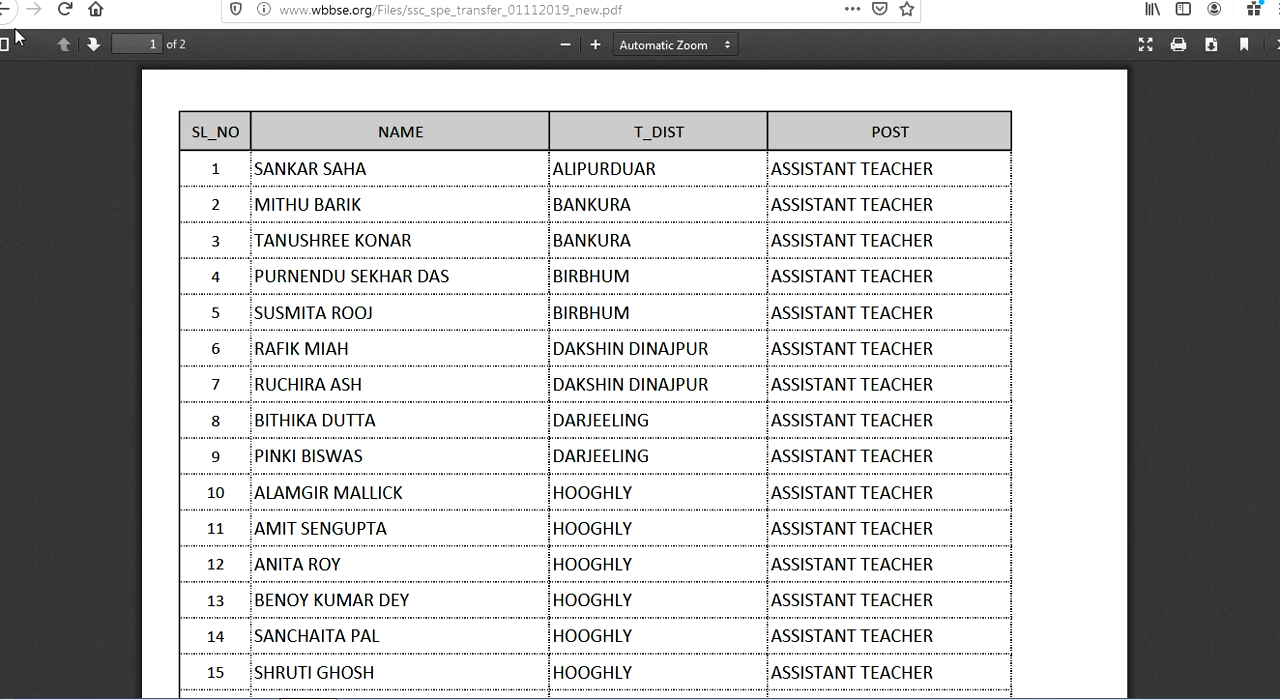 www.wbbse.org/Files/ssc_spe_transfer_01112019_new.pdf
1 of 2 Automatic Zoom
SL_NO NAME T_DIST POST
1 SANKAR SAHA ALIPURDUAR ASSISTANT TEACHER
2 MITHU BARIK BANKURA ASSISTANT TEACHER
3 TANUSHREE KONAR BANKURA ASSISTANT TEACHER
4 PURNENDU SEKHAR DAS BIRBHUM ASSISTANT TEACHER
5 SUSMITA ROOJ BIRBHUM ASSISTANT TEACHER
6 RAFIK MIAH DAKSHIN DINAJPUR ASSISTANT TEACHER
7 RUCHIRA ASH DAKSHIN DINAJPUR ASSISTANT TEACHER
8 BITHIKA DUTTA DARJEELING ASSISTANT TEACHER
9 PINKI BISWAS DARJEELING ASSISTANT TEACHER
10 ALAMGIR MALLICK HOOGHLY ASSISTANT TEACHER
11 AMIT SENGUPTA HOOGHLY ASSISTANT TEACHER
12 ANITA ROY HOOGHLY ASSISTANT TEACHER
13 BENOY KUMAR DEY HOOGHLY ASSISTANT TEACHER
14 SANCHAITA PAL HOOGHLY ASSISTANT TEACHER
15 SHRUTI GHOSH HOOGHLY ASSISTANT TEACHER